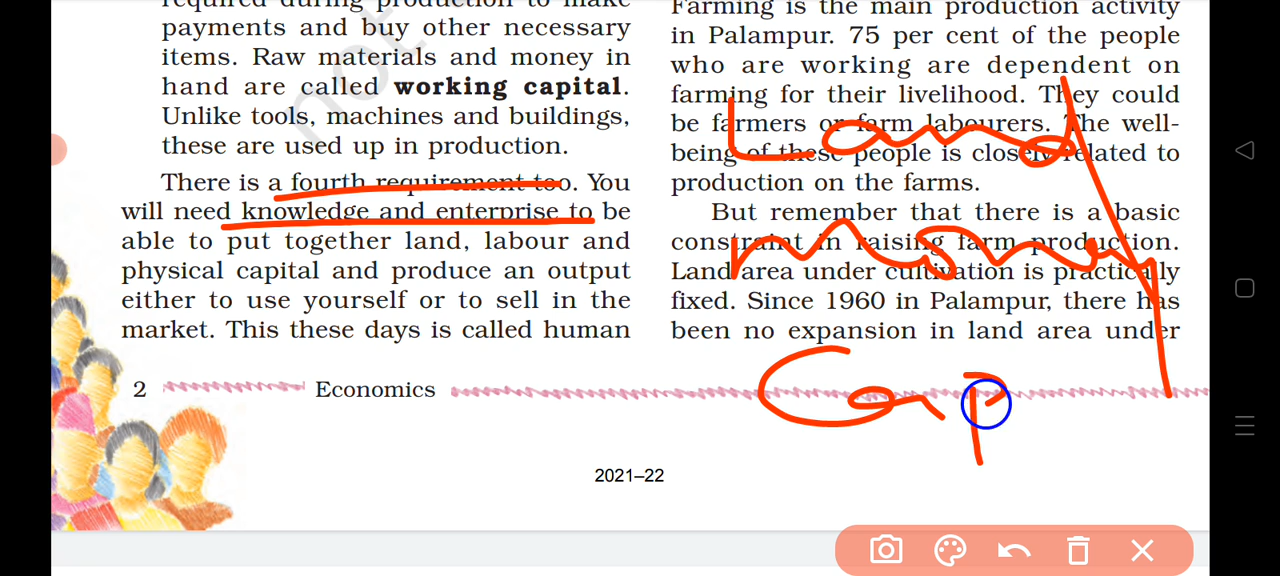 required during production to make
payments and buy other necessary
items. Raw materials and money in
hand are called working capital.
Unlike tools, machines and buildings,
these are used up in production.
There is a fourth requirement too. You
will need knowledge and enterprise to be
able to put together land, labour and
physical capital and produce an output
either to use yourself or to sell in the
market. This these days is called human
Farming is the main production activity
in Palampur. 75 per cent of the people
who are working are dependent on
farming for their livelihood. They could
be farmers or farm labourers. The well-
being of these people is closely related to
production on the farms.
But remember that there is a basic
constraint in raising farm production.
Land area under cultivation is practically
fixed. Since 1960 in Palampur, there has
been no expansion in land area under
Land
money
Cap
2 Economics
2021–22
not